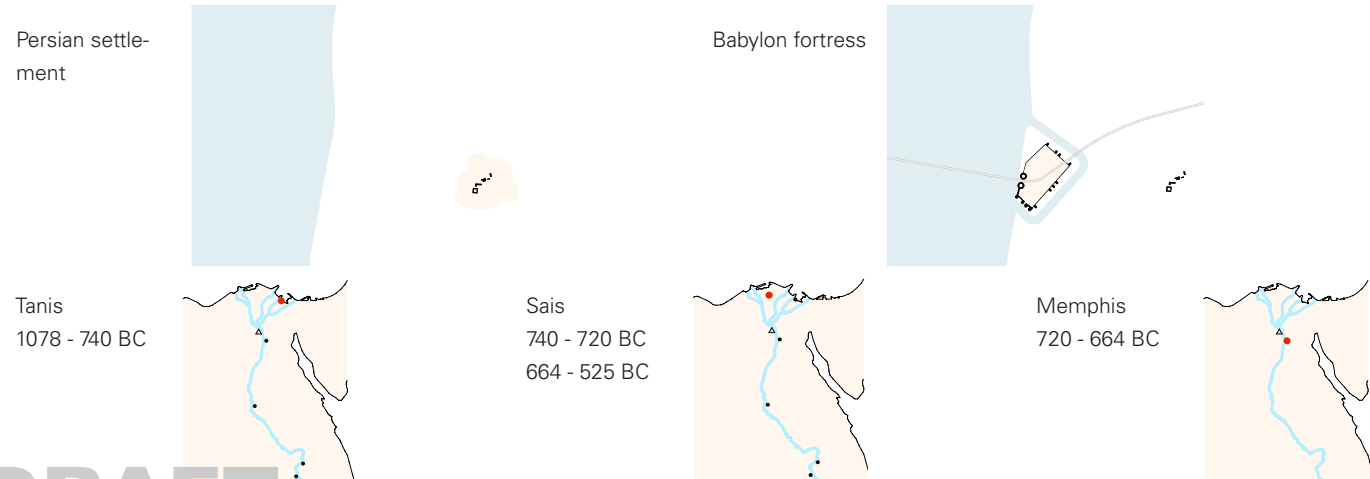 Persian settle-
ment
Babylon fortress
Tanis
1078 - 740 BC
Sais
740 - 720 BC
664 - 525 BC
Memphis
720 - 664 BC
DRAFT